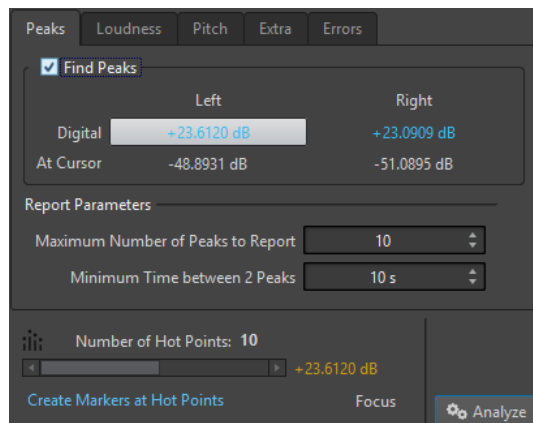 Peaks Loudness Pitch Extra Errors
Find Peaks
Left Right
Digital +23.6120 dB +23.0909 dB
At Cursor -48.8931 dB -51.0895 dB
Report Parameters
Maximum Number of Peaks to Report 10
Minimum Time between 2 Peaks 10 s
Number of Hot Points: 10
+23.6120 dB
Create Markers at Hot Points Focus
Analyze